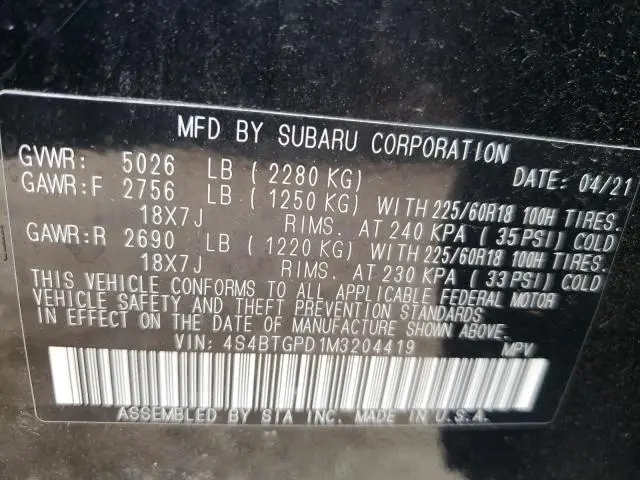 MFD BY SUBARU CORPORATION
GVWR: 5026 LB ( 2280 KG) DATE: 04/21
GAWR:F 2756 LB ( 1250 KG) WITH 225/60R18 100H TIRES.
18X7J RIMS. AT 240 KPA ( 35PSI) COLD
GAWR:R 2690 LB ( 1220 KG) WITH 225/60R18 100H TIRES.
18X7J RIMS. AT 230 KPA ( 33PSI) COLD
THIS VEHICLE CONFORMS TO ALL APPLICABLE FEDERAL MOTOR
VEHICLE SAFETY AND THEFT PREVENTION STANDARDS
IN EFFECT ON THE DATE OF MANUFACTURE SHOWN ABOVE.
VIN: 4S4BTGPD1M3204419 MPV
ASSEMBLED BY SIA INC. MADE IN U.S.A.